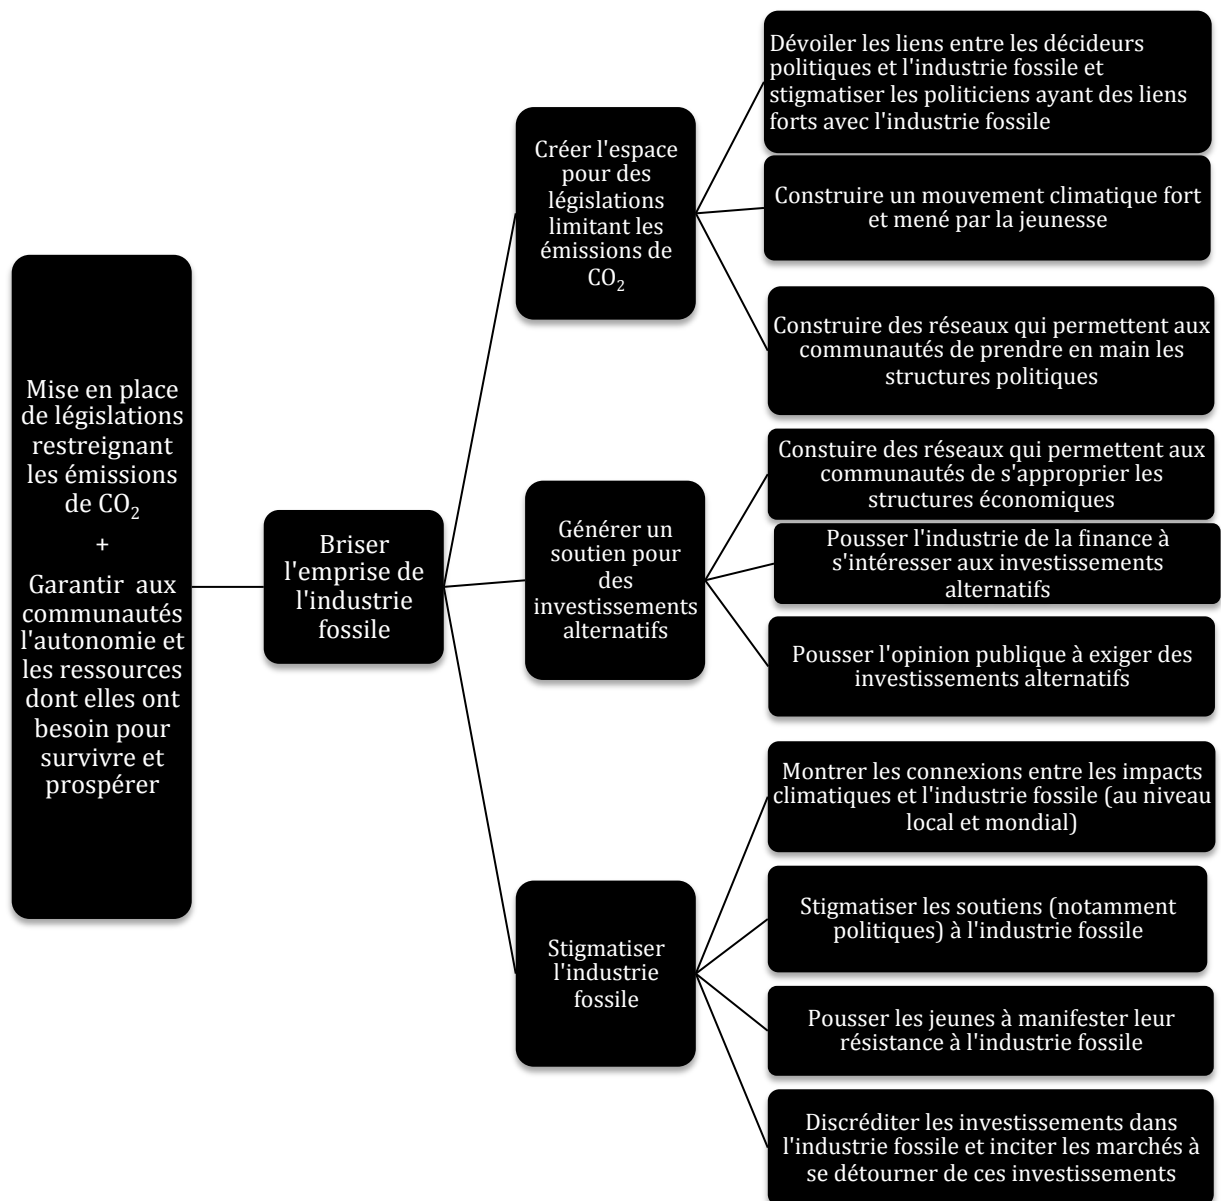 Mise en place
de législations
restreignant
les émissions
de CO₂
+
Garantir aux
communautés
l'autonomie et
les ressources
dont elles ont
besoin pour
survivre et
prospérer
Briser
l'emprise de
l'industrie
fossile
Créer l'espace
pour des
législations
limitant les
émissions de
CO₂
Dévoiler les liens entre les décideurs
politiques et l'industrie fossile et
stigmatiser les politiciens ayant des liens
forts avec l'industrie fossile
Construire un mouvement climatique fort
et mené par la jeunesse
Construire des réseaux qui permettent aux
communautés de prendre en main les
structures politiques
Générer un
soutien pour
des
investissements
alternatifs
Constuire des réseaux qui permettent aux
communautés de s'approprier les
structures économiques
Pousser l'industrie de la finance à
s'intéresser aux investissements
alternatifs
Pousser l'opinion publique à exiger des
investissements alternatifs
Stigmatiser
l'industrie
fossile
Montrer les connexions entre les impacts
climatiques et l'industrie fossile (au niveau
local et mondial)
Stigmatiser les soutiens (notamment
politiques) à l'industrie fossile
Pousser les jeunes à manifester leur
résistance à l'industrie fossile
Discréditer les investissements dans
l'industrie fossile et inciter les marchés à
se détourner de ces investissements